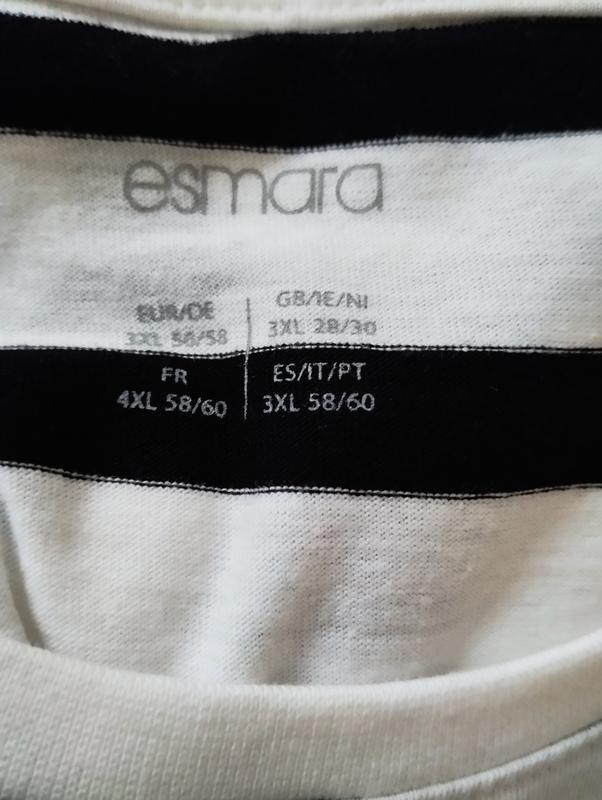 esmara
EUR/DE
3XL 56/58
GB/IE/NI
3XL 28/30
FR
4XL 58/60
ES/IT/PT
3XL 58/60